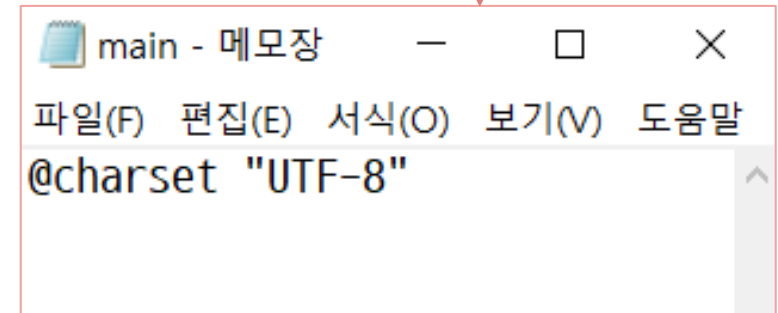 main - 메모장
파일(F) 편집(E) 서식(O) 보기(V) 도움말
@charset "UTF-8"